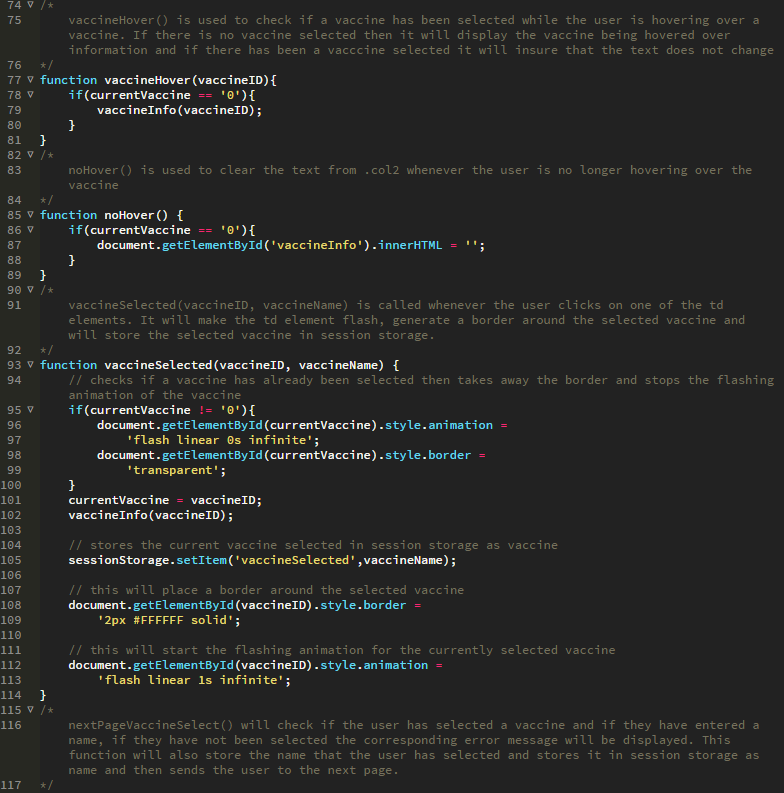 74 ▽ /*
75 vaccineHover() is used to check if a vaccine has been selected while the user is hovering over a
vaccine. If there is no vaccine selected then it will display the vaccine being hovered over
information and if there has been a vacccine selected it will insure that the text does not change
76 */
77 ▽ function vaccineHover(vaccineID){
78 ▽ if(currentVaccine == '0'){
79 vaccineInfo(vaccineID);
80 }
81 }
82 ▽ /*
83 noHover() is used to clear the text from .col2 whenever the user is no longer hovering over the
vaccine
84 */
85 ▽ function noHover() {
86 ▽ if(currentVaccine == '0'){
87 document.getElementById('vaccineInfo').innerHTML = '';
88 }
89 }
90 ▽ /*
91 vaccineSelected(vaccineID, vaccineName) is called whenever the user clicks on one of the td
elements. It will make the td element flash, generate a border around the selected vaccine and
will store the selected vaccine in session storage.
92 */
93 ▽ function vaccineSelected(vaccineID, vaccineName) {
94 // checks if a vaccine has already been selected then takes away the border and stops the flashing
animation of the vaccine
95 ▽ if(currentVaccine != '0'){
96 document.getElementById(currentVaccine).style.animation =
97 'flash linear 0s infinite';
98 document.getElementById(currentVaccine).style.border =
99 'transparent';
100 }
101 currentVaccine = vaccineID;
102 vaccineInfo(vaccineID);
103
104 // stores the current vaccine selected in session storage as vaccine
105 sessionStorage.setItem('vaccineSelected',vaccineName);
106
107 // this will place a border around the selected vaccine
108 document.getElementById(vaccineID).style.border =
109 '2px #FFFFFF solid';
110
111 // this will start the flashing animation for the currently selected vaccine
112 document.getElementById(vaccineID).style.animation =
113 'flash linear 1s infinite';
114 }
115 ▽ /*
116 nextPageVaccineSelect() will check if the user has selected a vaccine and if they have entered a
name, if they have not been selected the corresponding error message will be displayed. This
function will also store the name that the user has selected and stores it in session storage as
name and then sends the user to the next page.
117 */